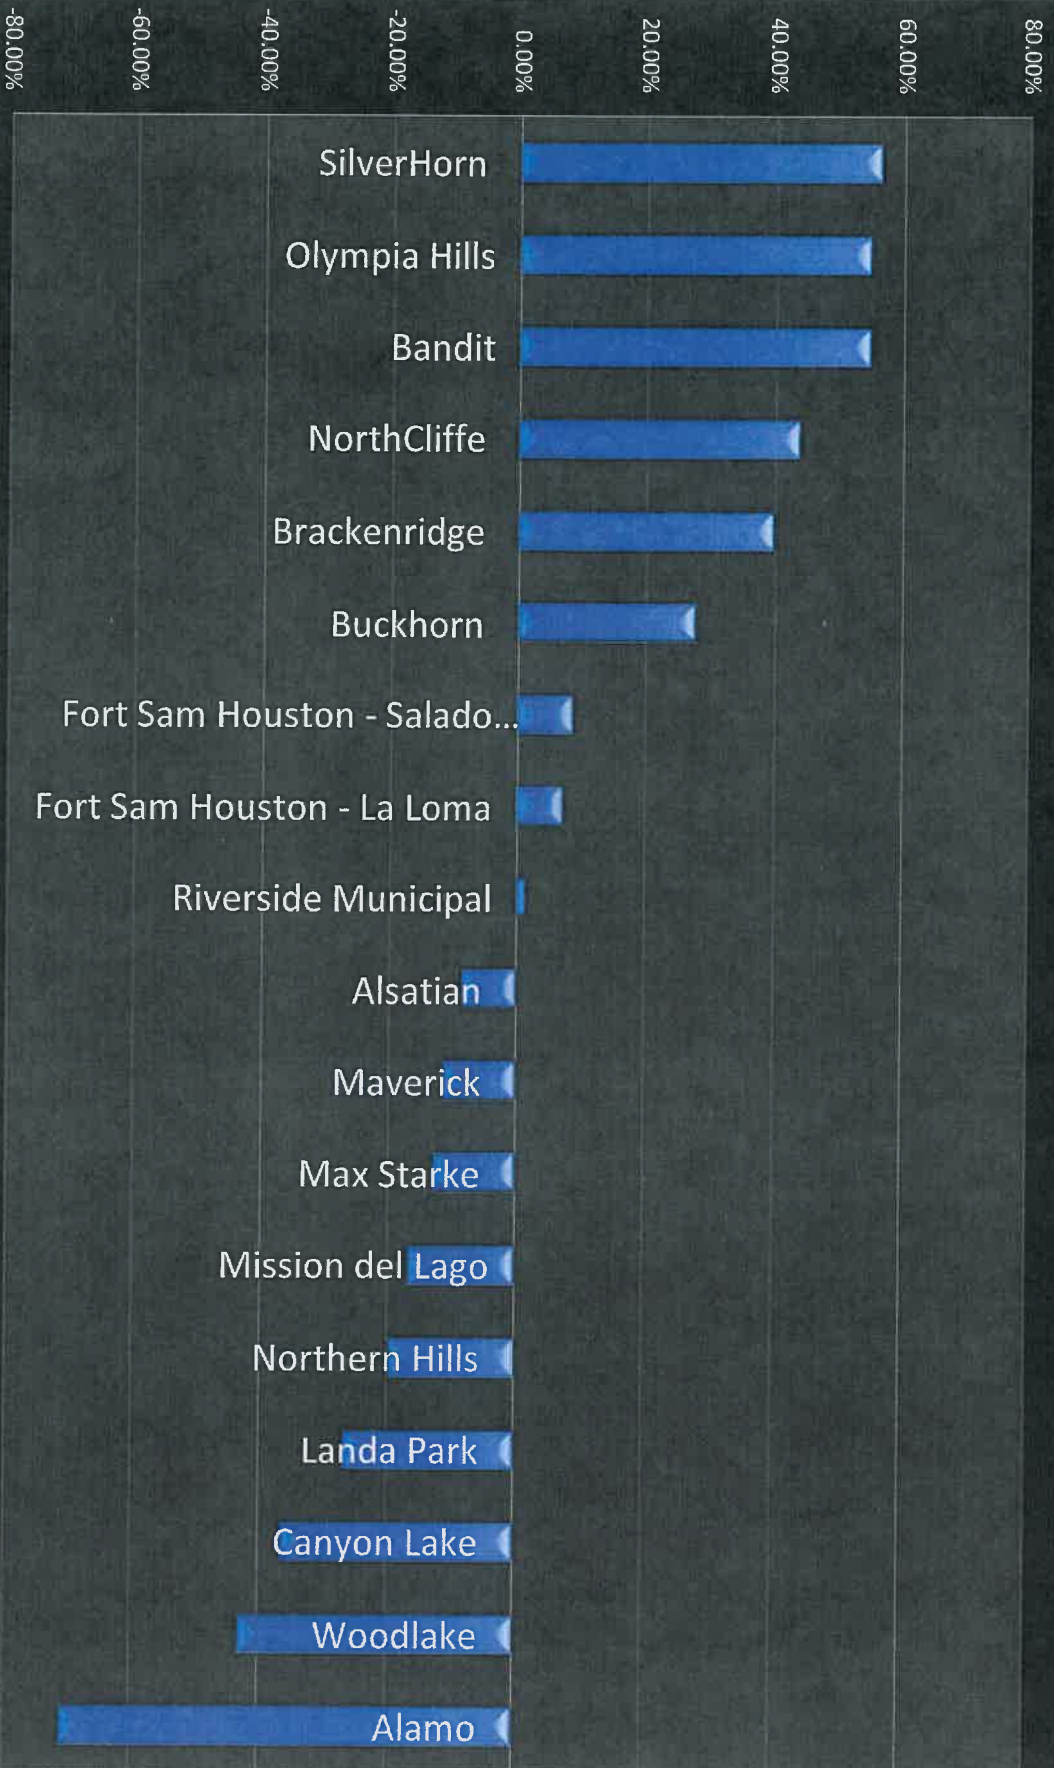 -80.00%
-60.00%
-40.00%
-20.00%
0.00%
20.00%
40.00%
60.00%
80.00%
SilverHorn
Olympia Hills
Bandit
NorthCliffe
Brackenridge
Buckhorn
Fort Sam Houston - Salado...
Fort Sam Houston - La Loma
Riverside Municipal
Alsatian
Maverick
Max Starke
Mission del Lago
Northern Hills
Landa Park
Canyon Lake
Woodlake
Alamo